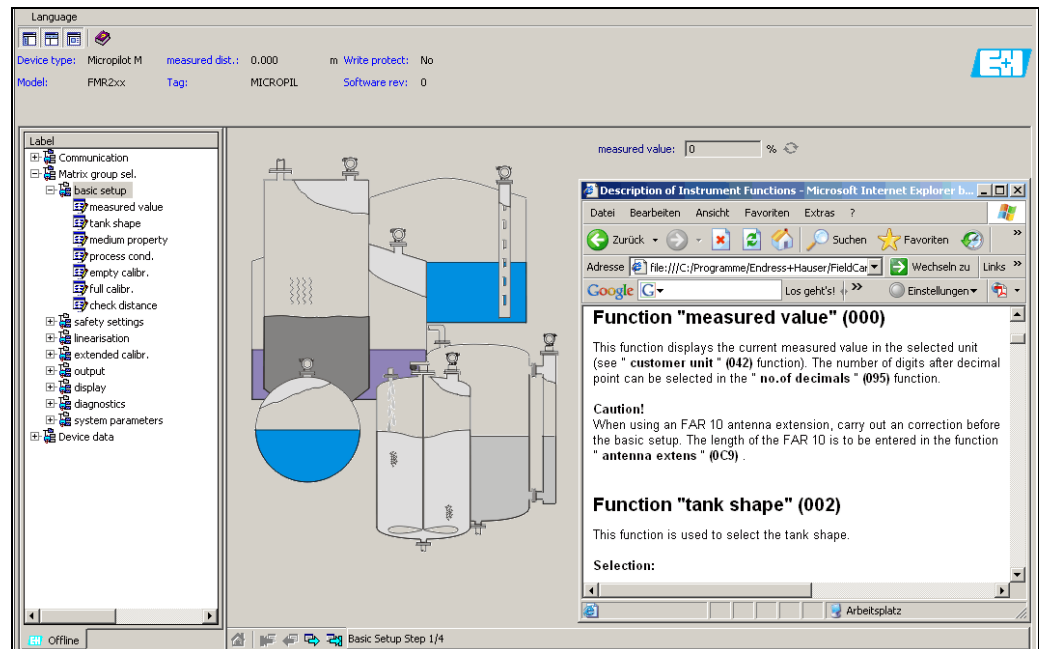 Language
Device type: Micropilot M measured dist.: 0.000 m Write protect: No
Model: FMR2xx Tag: MICROPIL Software rev: 0
E+H
Label
Communication
Matrix group sel.
basic setup
measured value
tank shape
medium property
process cond.
empty calibr.
full calibr.
check distance
safety settings
linearisation
extended calibr.
output
display
diagnostics
system parameters
Device data
Offline
measured value: 0 %
Description of Instrument Functions - Microsoft Internet Explorer b...
Datei Bearbeiten Ansicht Favoriten Extras ?
Zurück Suchen Favoriten »
Adresse file:///C:/Programme/Endress+Hauser/FieldCar Wechseln zu Links »
Google G Los geht's! » Einstellungen
Function "measured value" (000)
This function displays the current measured value in the selected unit
(see " customer unit " (042) function). The number of digits after decimal
point can be selected in the " no.of decimals " (095) function.
Caution!
When using an FAR 10 antenna extension, carry out an correction before
the basic setup. The length of the FAR 10 is to be entered in the function
" antenna extens " (0C9) .
Function "tank shape" (002)
This function is used to select the tank shape.
Selection:
Arbeitsplatz
Basic Setup Step 1/4